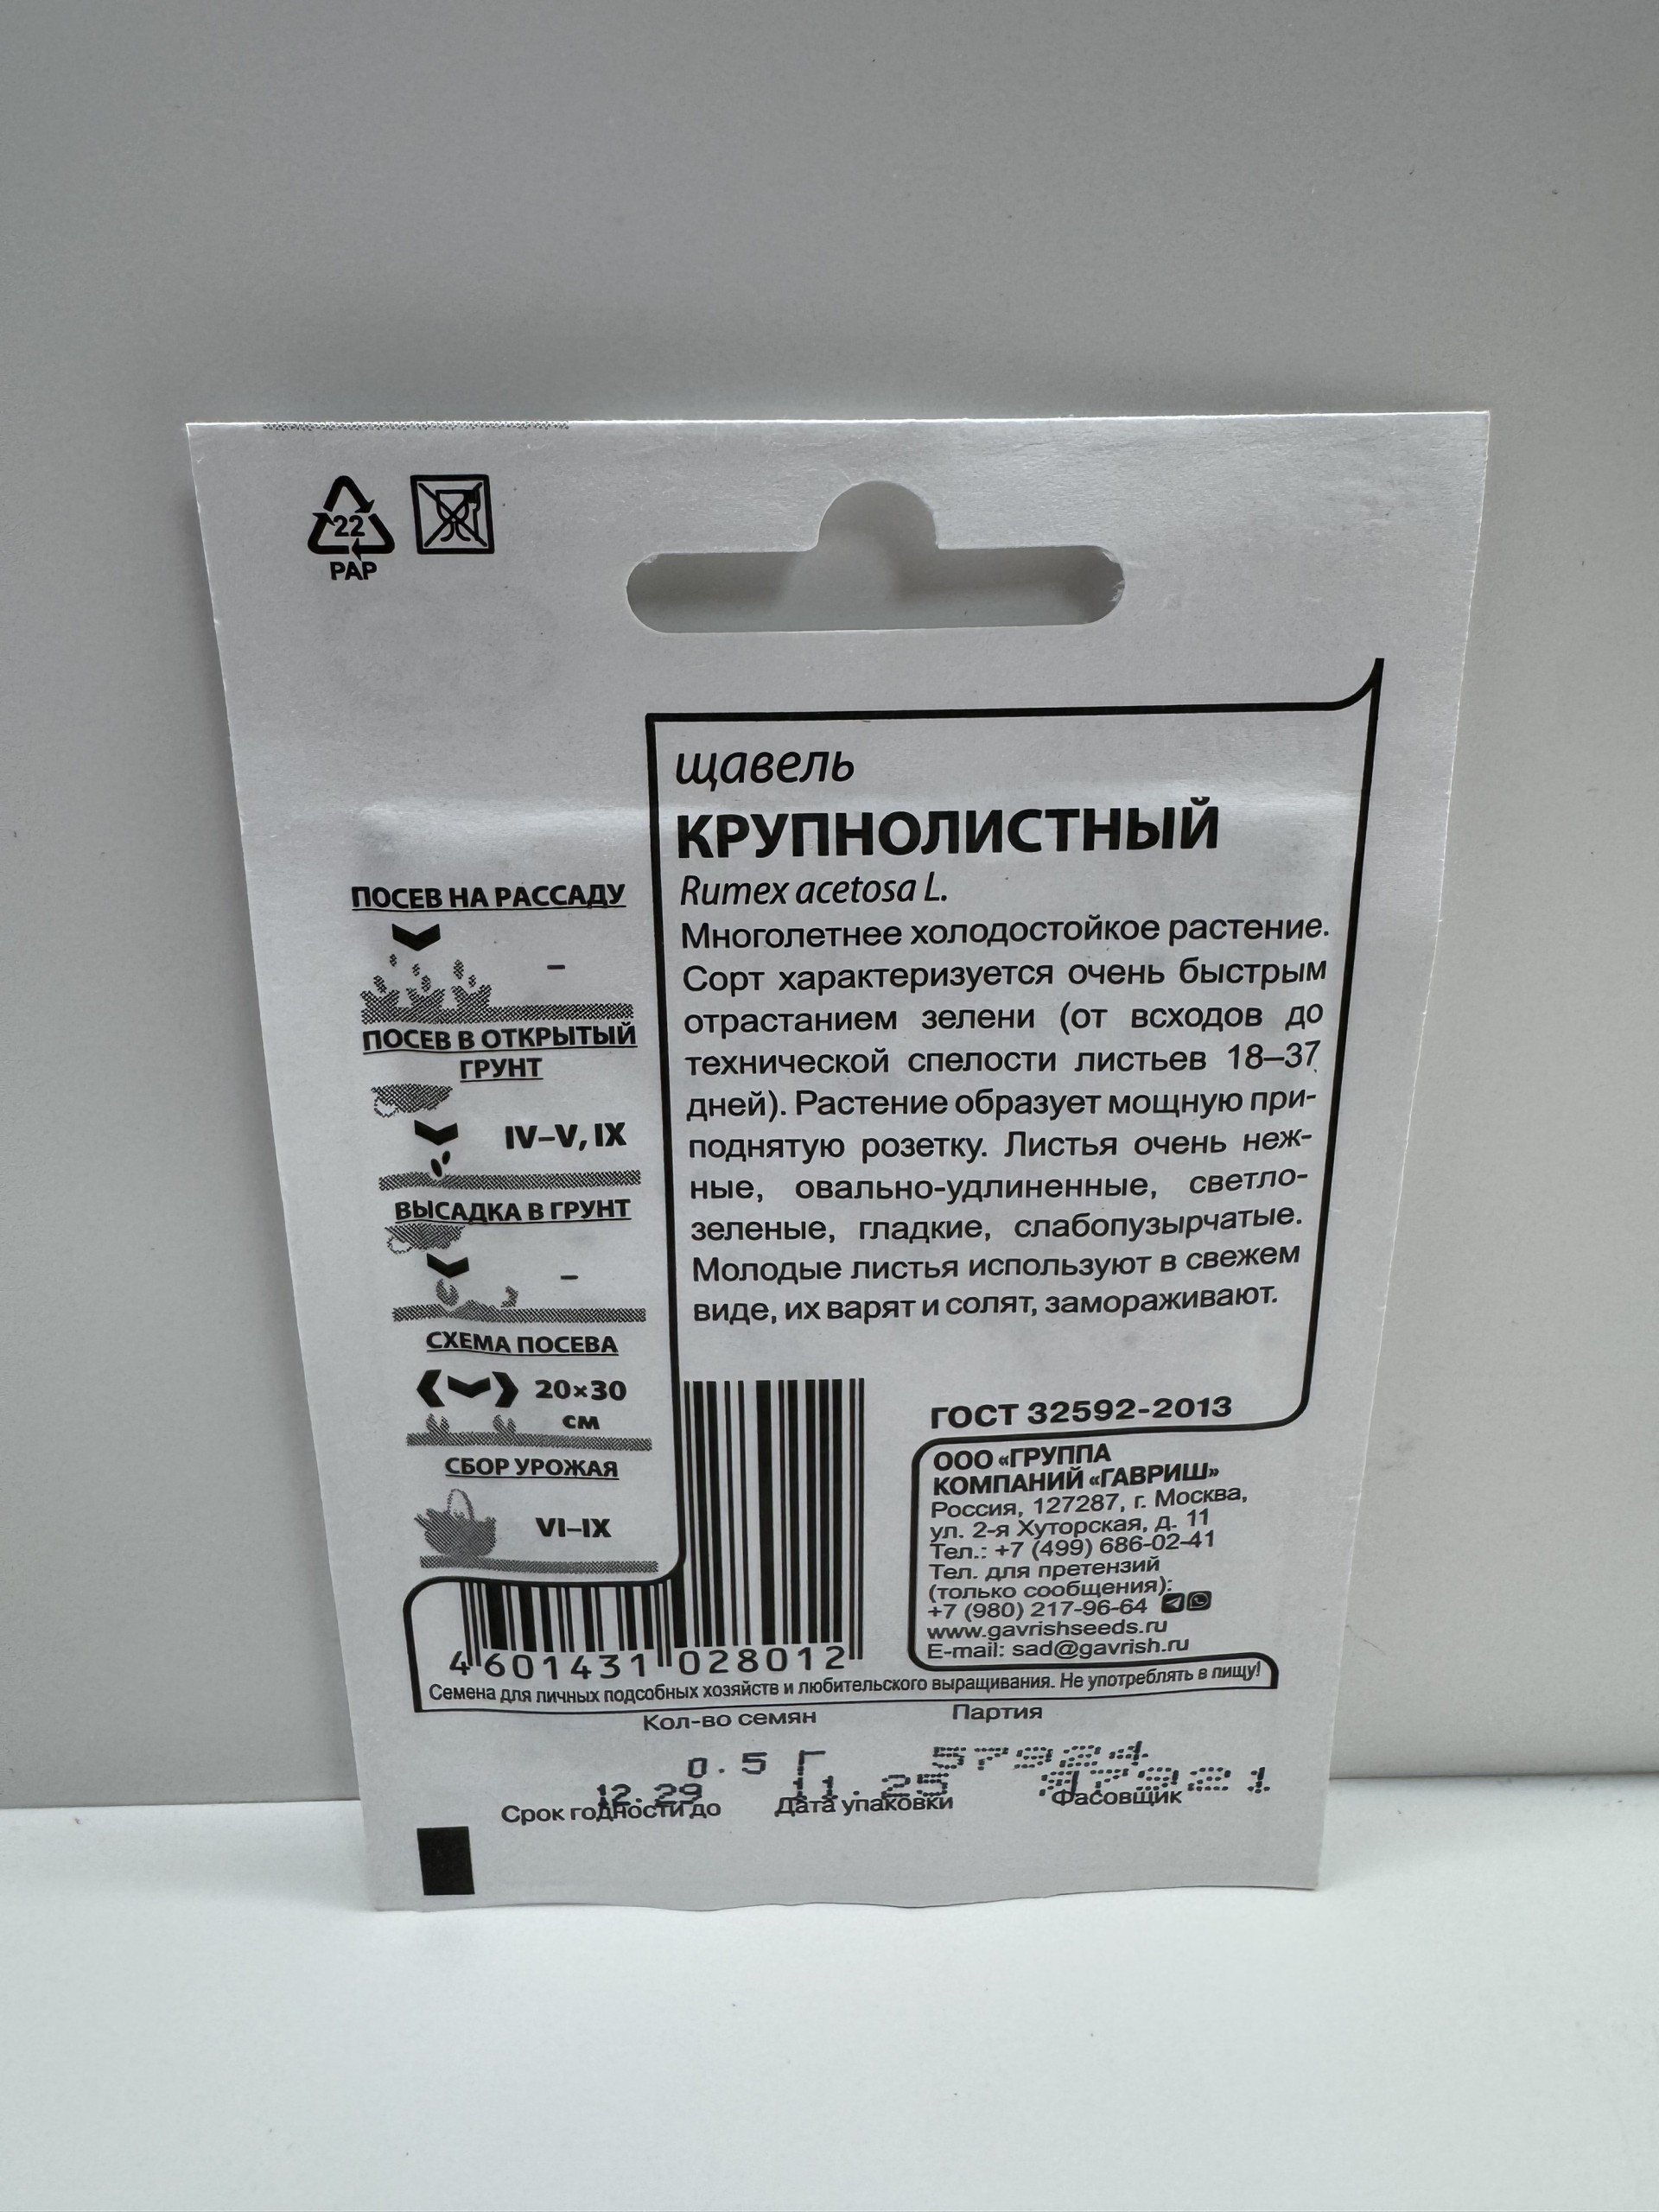 22
PAP
щавель
КРУПНОЛИСТНЫЙ
Rumex acetosa L.
Многолетнее холодостойкое растение.
Сорт характеризуется очень быстрым
отрастанием зелени (от всходов до
технической спелости листьев 18–37
дней). Растение образует мощную при-
поднятую розетку. Листья очень неж-
ные, овально-удлиненные, светло-
зеленые, гладкие, слабопузырчатые.
Молодые листья используют в свежем
виде, их варят и солят, замораживают.
ПОСЕВ НА РАССАДУ
–
ПОСЕВ В ОТКРЫТЫЙ
ГРУНТ
IV–V, IX
ВЫСАДКА В ГРУНТ
–
СХЕМА ПОСЕВА
20×30
см
СБОР УРОЖАЯ
VI–IX
ГОСТ 32592-2013
ООО «ГРУППА
КОМПАНИЙ «ГАВРИШ»
Россия, 127287, г. Москва,
ул. 2-я Хуторская, д. 11
Тел.: +7 (499) 686-02-41
Тел. для претензий
(только сообщения):
+7 (980) 217-96-64
www.gavrishseeds.ru
E-mail: sad@gavrish.ru
4 601431 028012
Семена для личных подсобных хозяйств и любительского выращивания. Не употреблять в пищу!
Кол-во семян Партия
0.5 Г
12.29 11.25
Срок годности до Дата упаковки Фасовщик